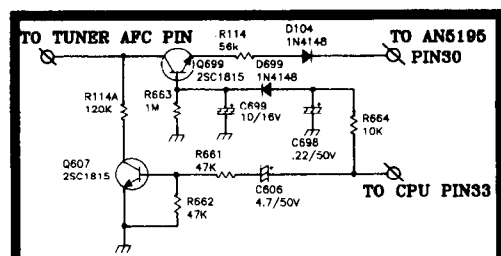 TO TUNER AFC PIN
R114
56k
D104
1N4148
TO AN5195
PIN30
Q699
2SC1815
D699
1N4148
R114A
120K
R663
1M
C699
10/16V
C698
.22/50V
R664
10K
Q607
2SC1815
R661
47K
C606
4.7/50V
TO CPU PIN33
R662
47K